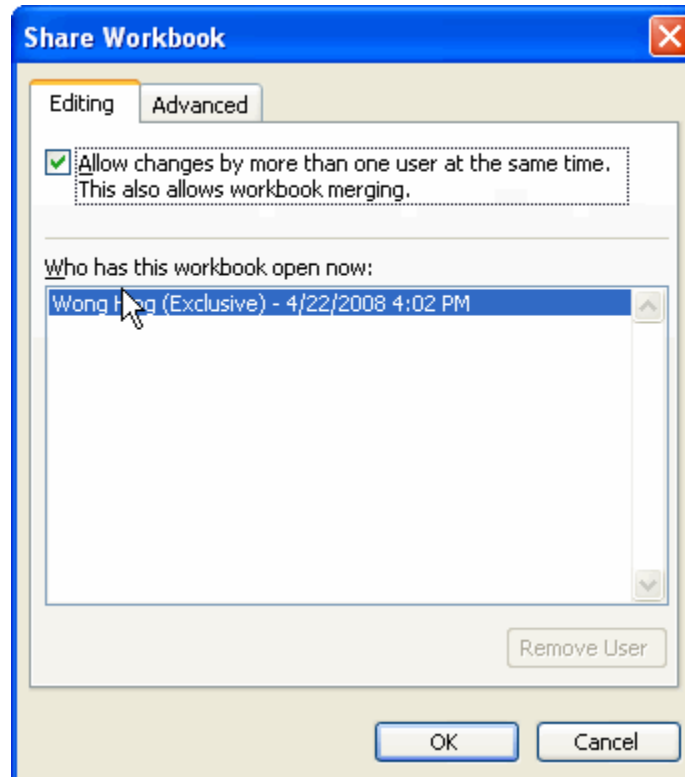 Share Workbook
Editing Advanced
Allow changes by more than one user at the same time.
This also allows workbook merging.
Who has this workbook open now:
Wong (Exclusive) - 4/22/2008 4:02 PM
Remove User
OK Cancel